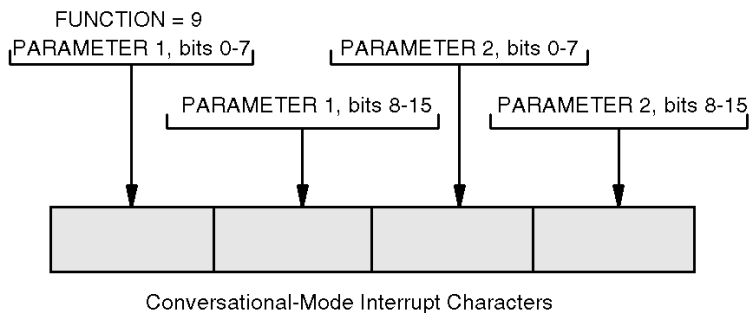 FUNCTION = 9
PARAMETER 1, bits 0-7
PARAMETER 2, bits 0-7
PARAMETER 1, bits 8-15
PARAMETER 2, bits 8-15
Conversational-Mode Interrupt Characters